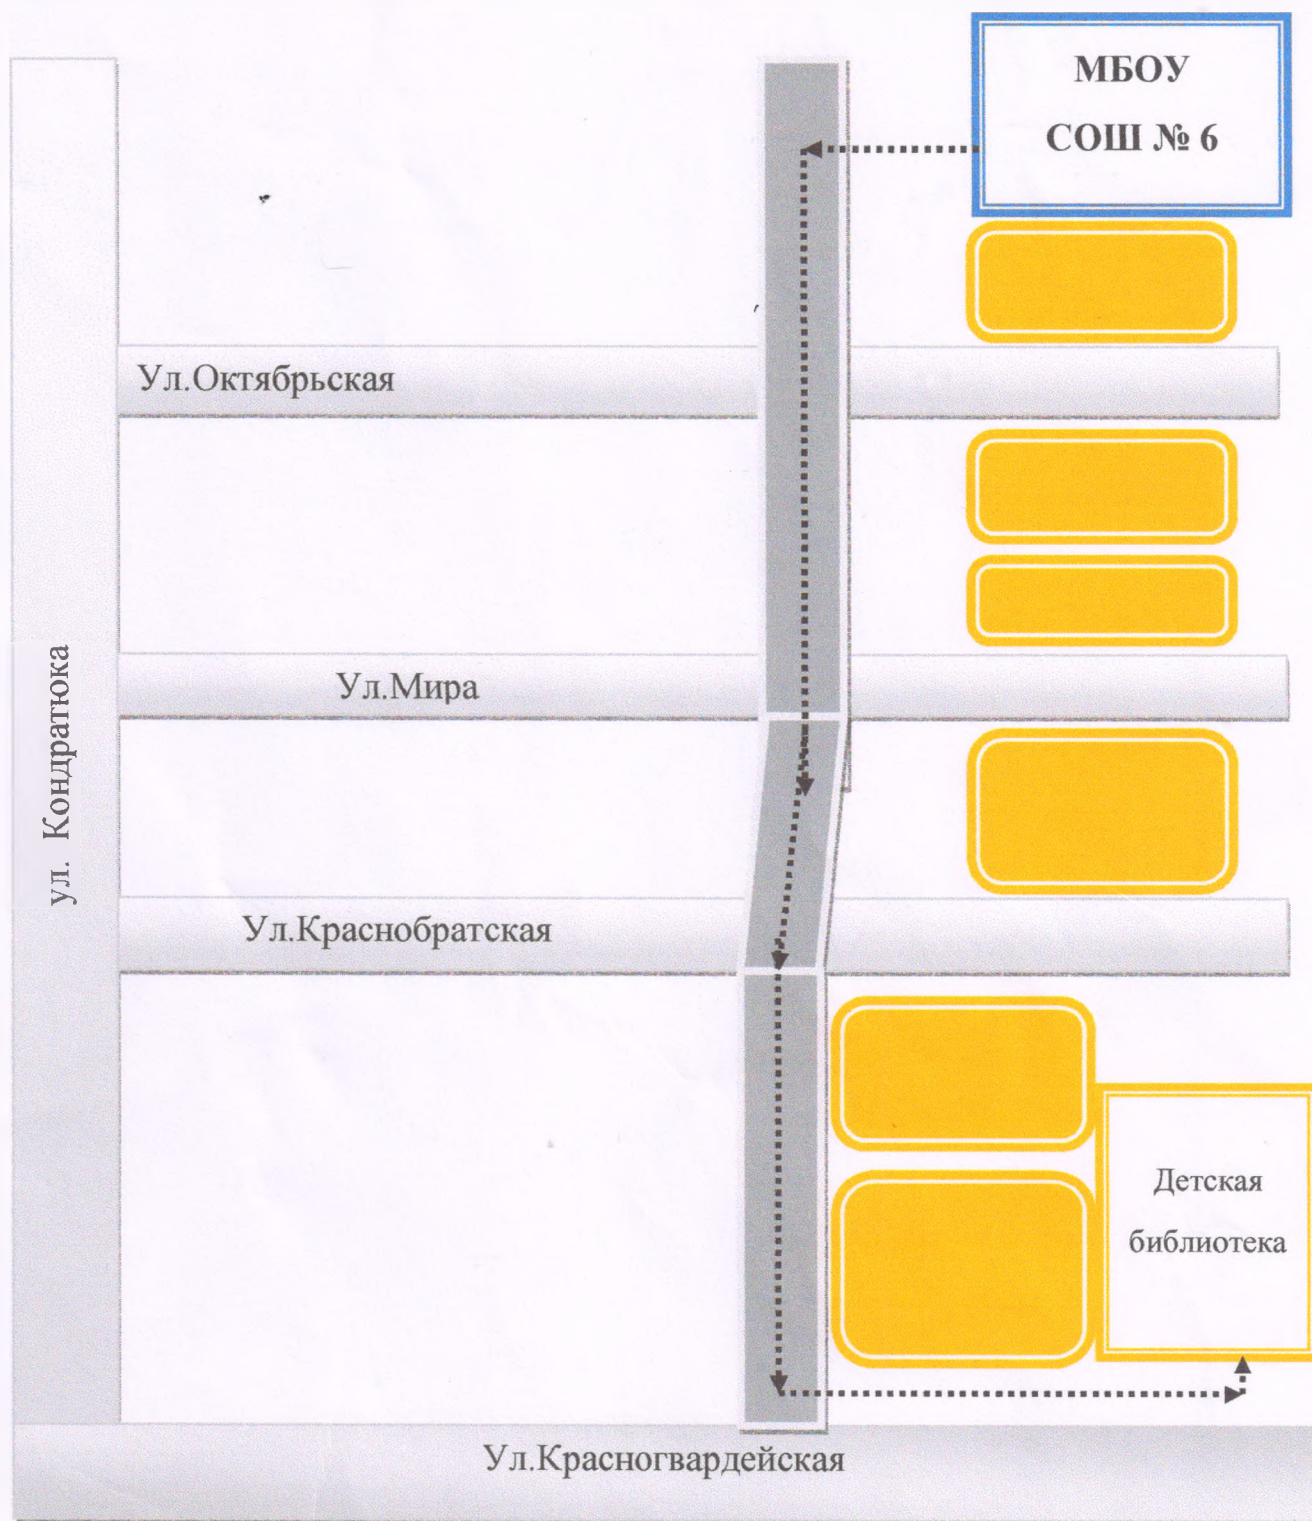 МБОУ
СОШ № 6
Ул.Октябрьская
Ул.Мира
ул. Кондратюка
Ул.Краснобратская
Детская
библиотека
Ул.Красногвардейская